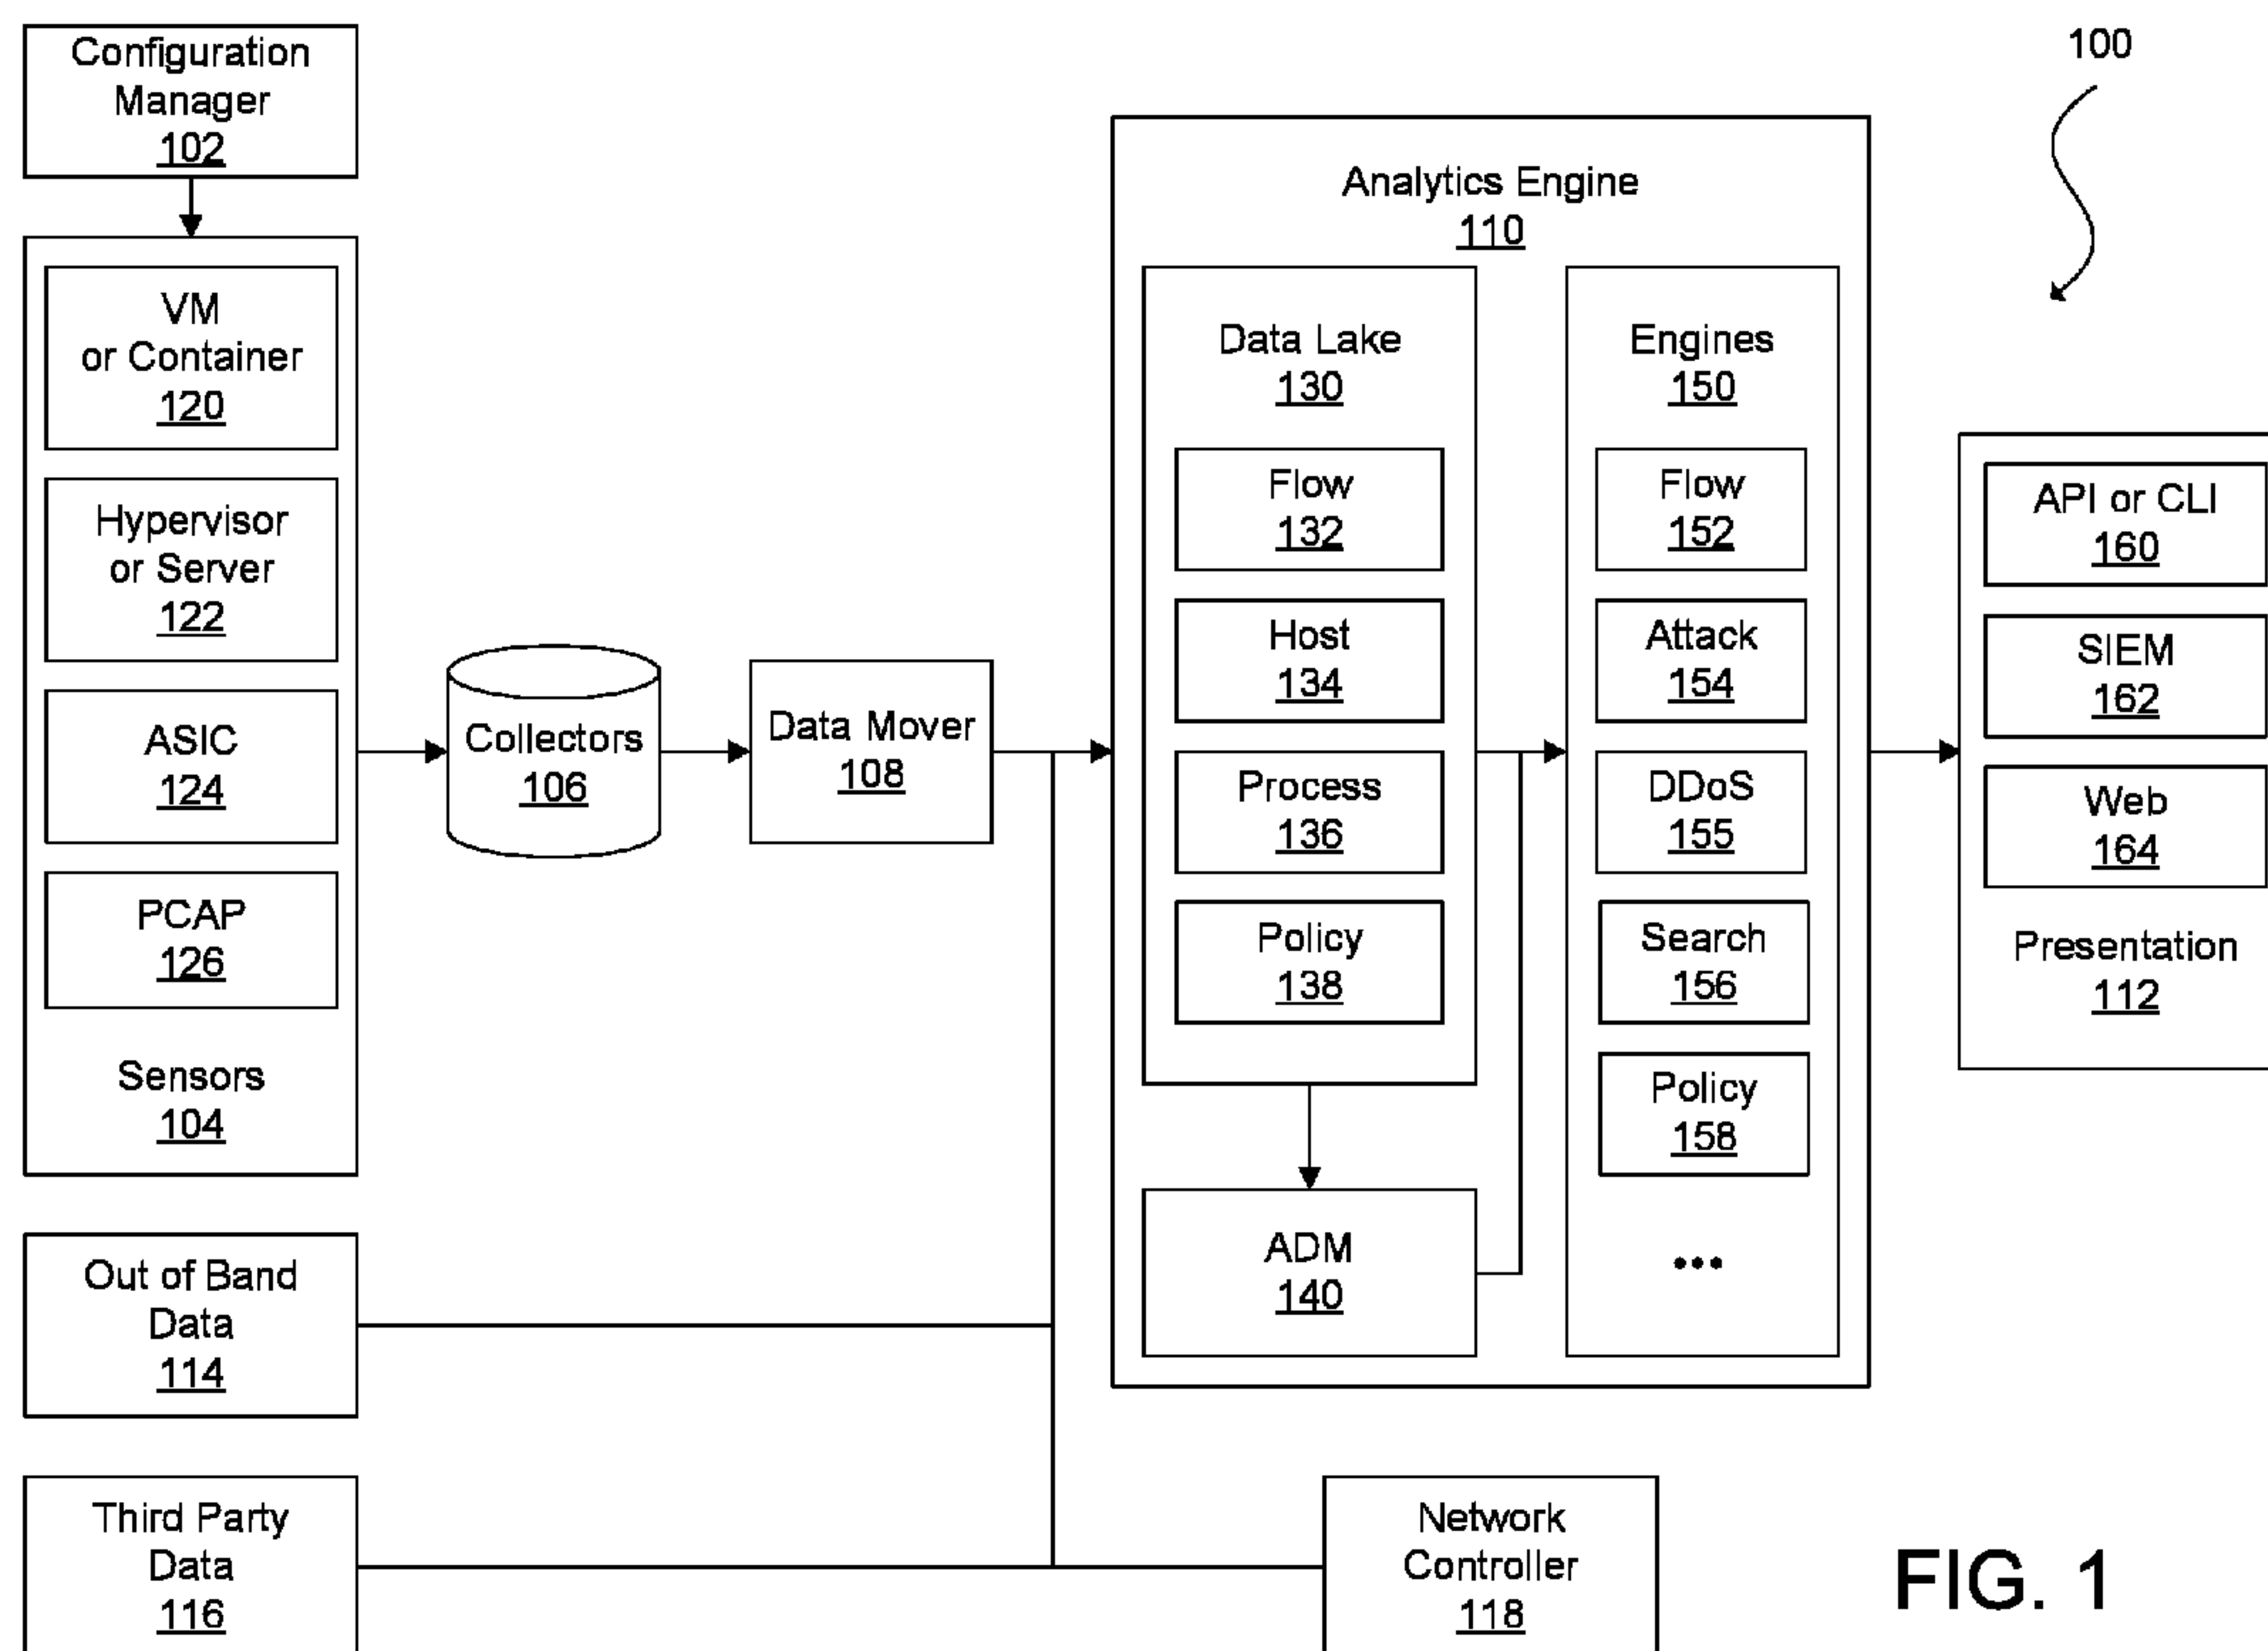 Configuration
Manager
102
VM
or Container
120
Hypervisor
or Server
122
ASIC
124
PCAP
126
Sensors
104
Out of Band
Data
114
Third Party
Data
116
Collectors
106
Data Mover
108
Analytics Engine
110
Data Lake
130
Flow
132
Host
134
Process
136
Policy
138
ADM
140
Engines
150
Flow
152
Attack
154
DDoS
155
Search
156
Policy
158
•••
Network
Controller
118
100
API or CLI
160
SIEM
162
Web
164
Presentation
112
FIG. 1